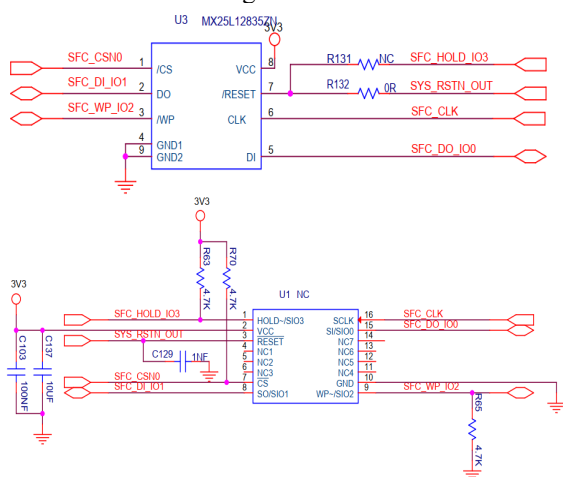 U3 MX25L12835ZN
3V3
SFC_CSN0 1 /CS VCC 8 R131 NC SFC_HOLD_IO3
SFC_DI_IO1 2 DO /RESET 7 R132 0R SYS_RSTN_OUT
SFC_WP_IO2 3 /WP CLK 6 SFC_CLK
4 GND1
9 GND2 DI 5 SFC_DO_IO0
3V3
R63 4.7K R70 4.7K
U1 NC
3V3
SFC_HOLD_IO3 1 HOLD~/SIO3 SCLK 16 SFC_CLK
2 VCC SI/SIO0 15 SFC_DO_IO0
SYS_RSTN_OUT 3 RESET NC7 14
4 NC1 NC6 13
C129 1NF 5 NC2 NC5 12
6 NC3 NC4 11
SFC_CSN0 7 CS GND 10
SFC_DI_IO1 8 SO/SIO1 WP~/SIO2 9 SFC_WP_IO2
C103 100NF
C137 10UF
R65 4.7K